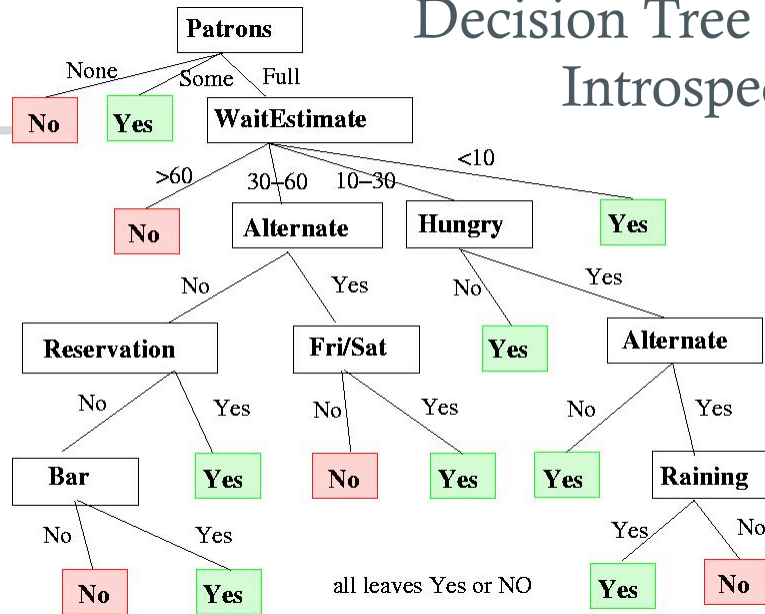 Decision Tree
Introspec
Patrons
None Some Full
No Yes WaitEstimate
>60 30–60 10–30 <10
No Alternate Hungry Yes
No Yes No Yes
Reservation Fri/Sat Yes Alternate
No Yes No Yes No Yes
Bar Yes No Yes Yes Raining
No Yes Yes No
No Yes all leaves Yes or NO Yes No